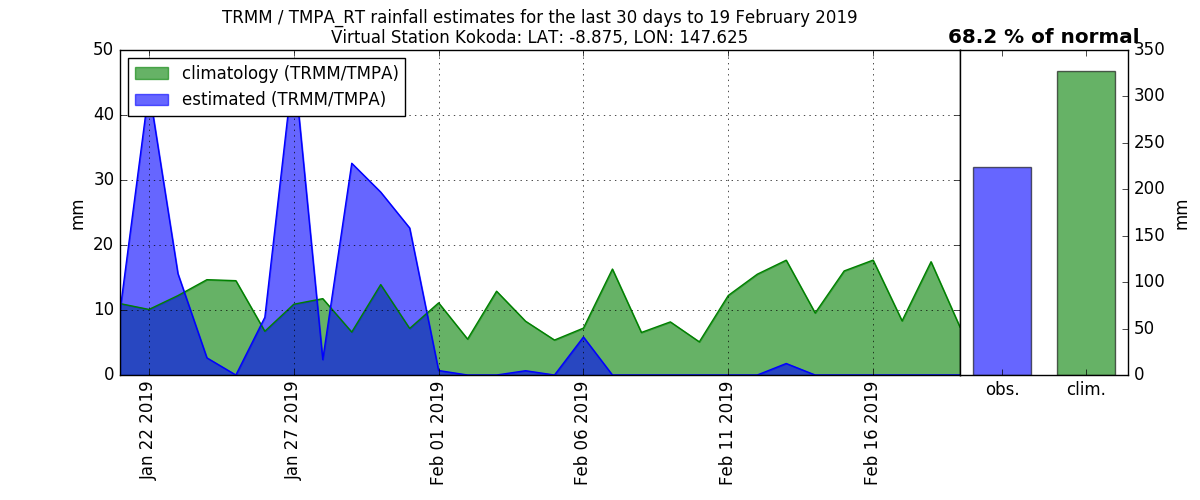 TRMM / TMPA_RT rainfall estimates for the last 30 days to 19 February 2019
Virtual Station Kokoda: LAT: -8.875, LON: 147.625
68.2 % of normal
climatology (TRMM/TMPA)
estimated (TRMM/TMPA)
50
40
30
20
10
0
mm
350
300
250
200
150
100
50
0
mm
Jan 22 2019
Jan 27 2019
Feb 01 2019
Feb 06 2019
Feb 11 2019
Feb 16 2019
obs.
clim.